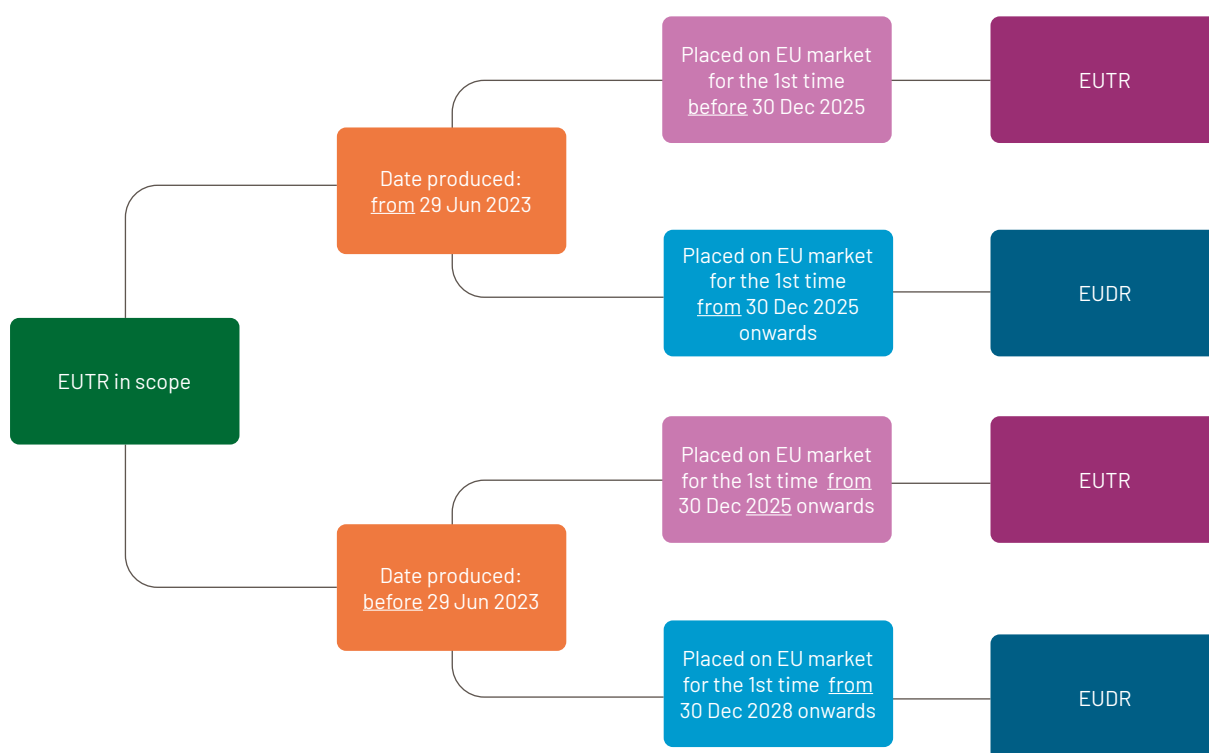 EUTR in scope
Date produced:
from 29 Jun 2023
Placed on EU market
for the 1st time
before 30 Dec 2025
EUTR
Placed on EU market
for the 1st time
from 30 Dec 2025
onwards
EUDR
Date produced:
before 29 Jun 2023
Placed on EU market
for the 1st time from
30 Dec 2025 onwards
EUTR
Placed on EU market
for the 1st time from
30 Dec 2028 onwards
EUDR